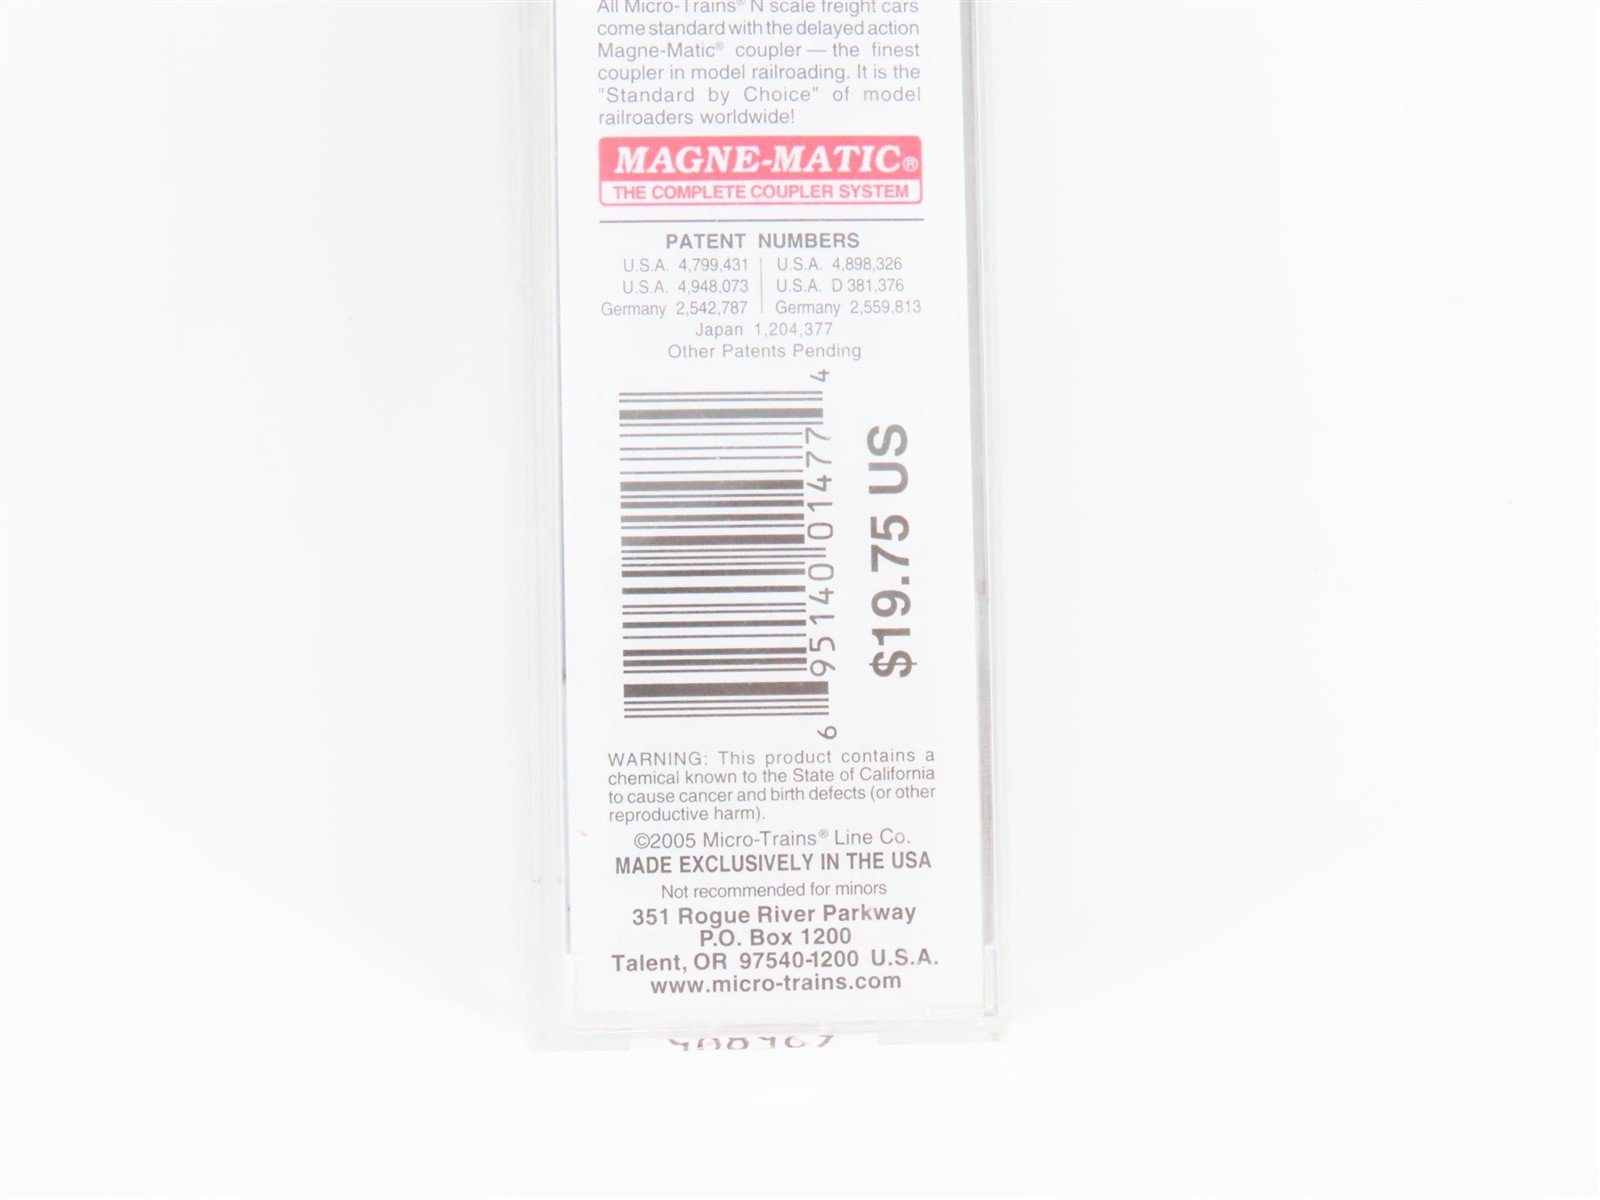 All Micro-Trains® N scale freight cars
come standard with the delayed action
Magne-Matic® coupler — the finest
coupler in model railroading. It is the
"Standard by Choice" of model
railroaders worldwide!
MAGNE-MATIC®
THE COMPLETE COUPLER SYSTEM
PATENT NUMBERS
U.S.A. 4,799,431 U.S.A. 4,898,326
U.S.A. 4,948,073 U.S.A. D 381,376
Germany 2,542,787 Germany 2,559,813
Japan 1,204,377
Other Patents Pending
6 95140 01477 4
$19.75 US
WARNING: This product contains a
chemical known to the State of California
to cause cancer and birth defects (or other
reproductive harm).
©2005 Micro-Trains® Line Co.
MADE EXCLUSIVELY IN THE USA
Not recommended for minors
351 Rogue River Parkway
P.O. Box 1200
Talent, OR 97540-1200 U.S.A.
www.micro-trains.com